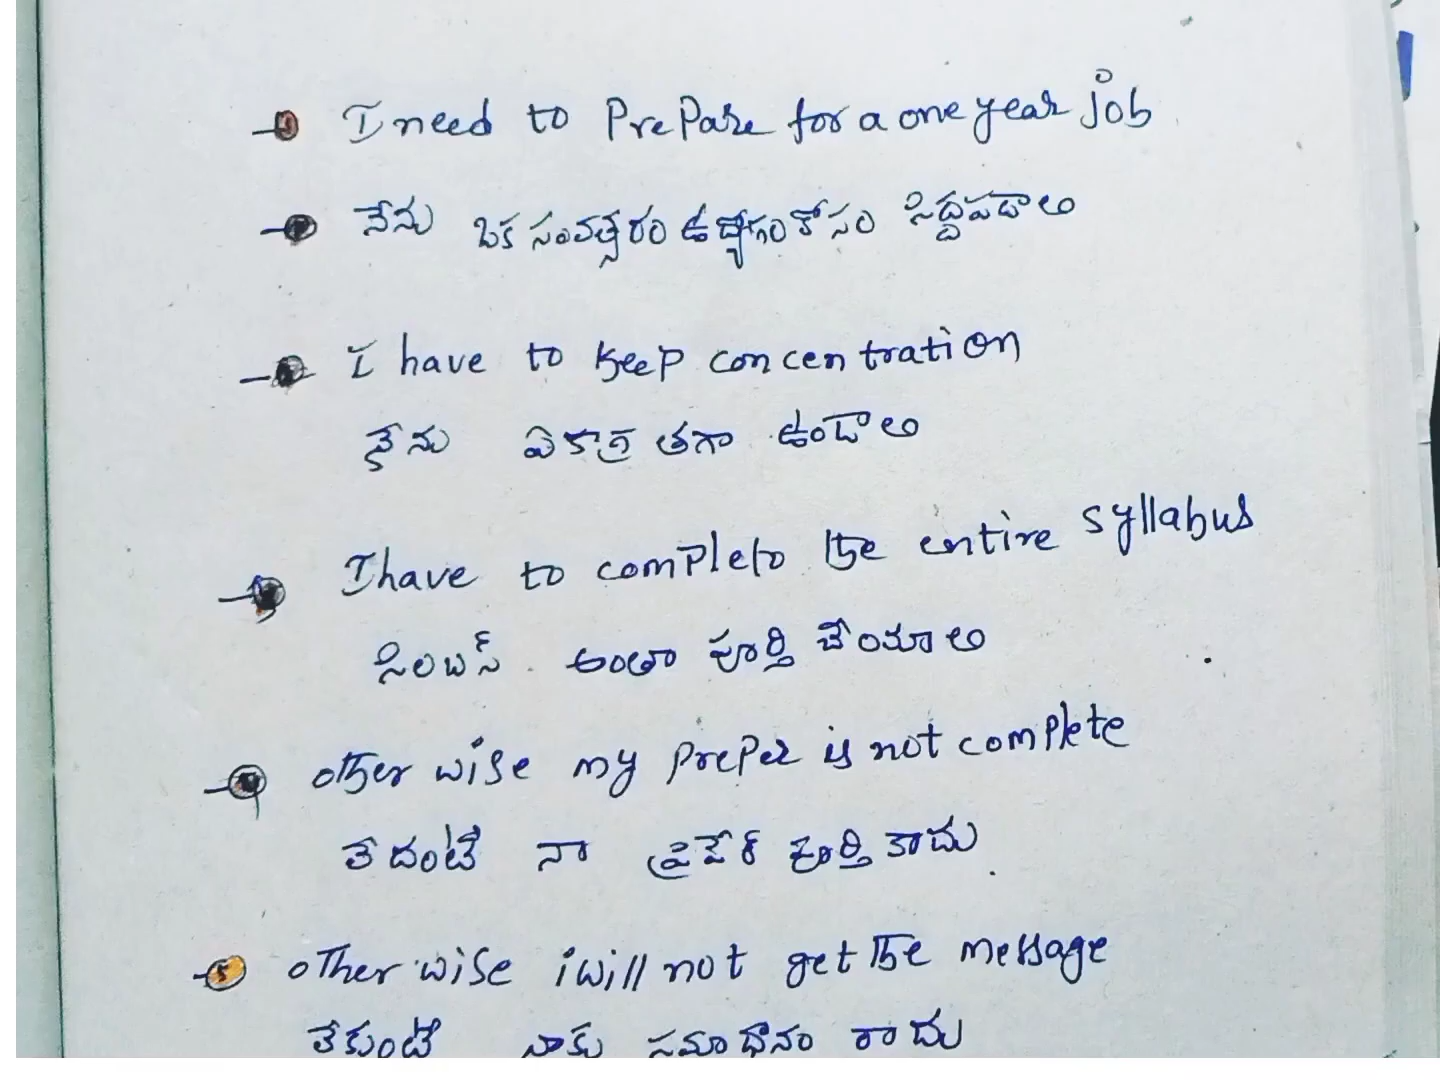 I need to Prepare for a one year job
నేను ఒక సంవత్సరం ఉద్యోగం కోసం సిద్దపడాలి
I have to keep concentration
నేను ఏకాగ్రతగా ఉండాలి
I have to complete the entire syllabus
సిలబస్ అంతా పూర్తి చేయాలి
other wise my preper is not complete
లేదంటే నా ప్రిపేర్ పూర్తి కాదు
5 other wise i will not get the message
లేకుంటే నాకు సమాధానం రాదు